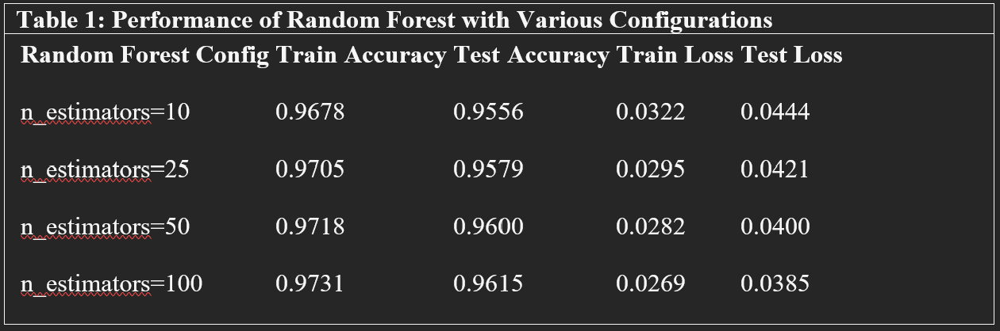 Table 1: Performance of Random Forest with Various Configurations
Random Forest Config Train Accuracy Test Accuracy Train Loss Test Loss
n_estimators=10 0.9678 0.9556 0.0322 0.0444
n_estimators=25 0.9705 0.9579 0.0295 0.0421
n_estimators=50 0.9718 0.9600 0.0282 0.0400
n_estimators=100 0.9731 0.9615 0.0269 0.0385